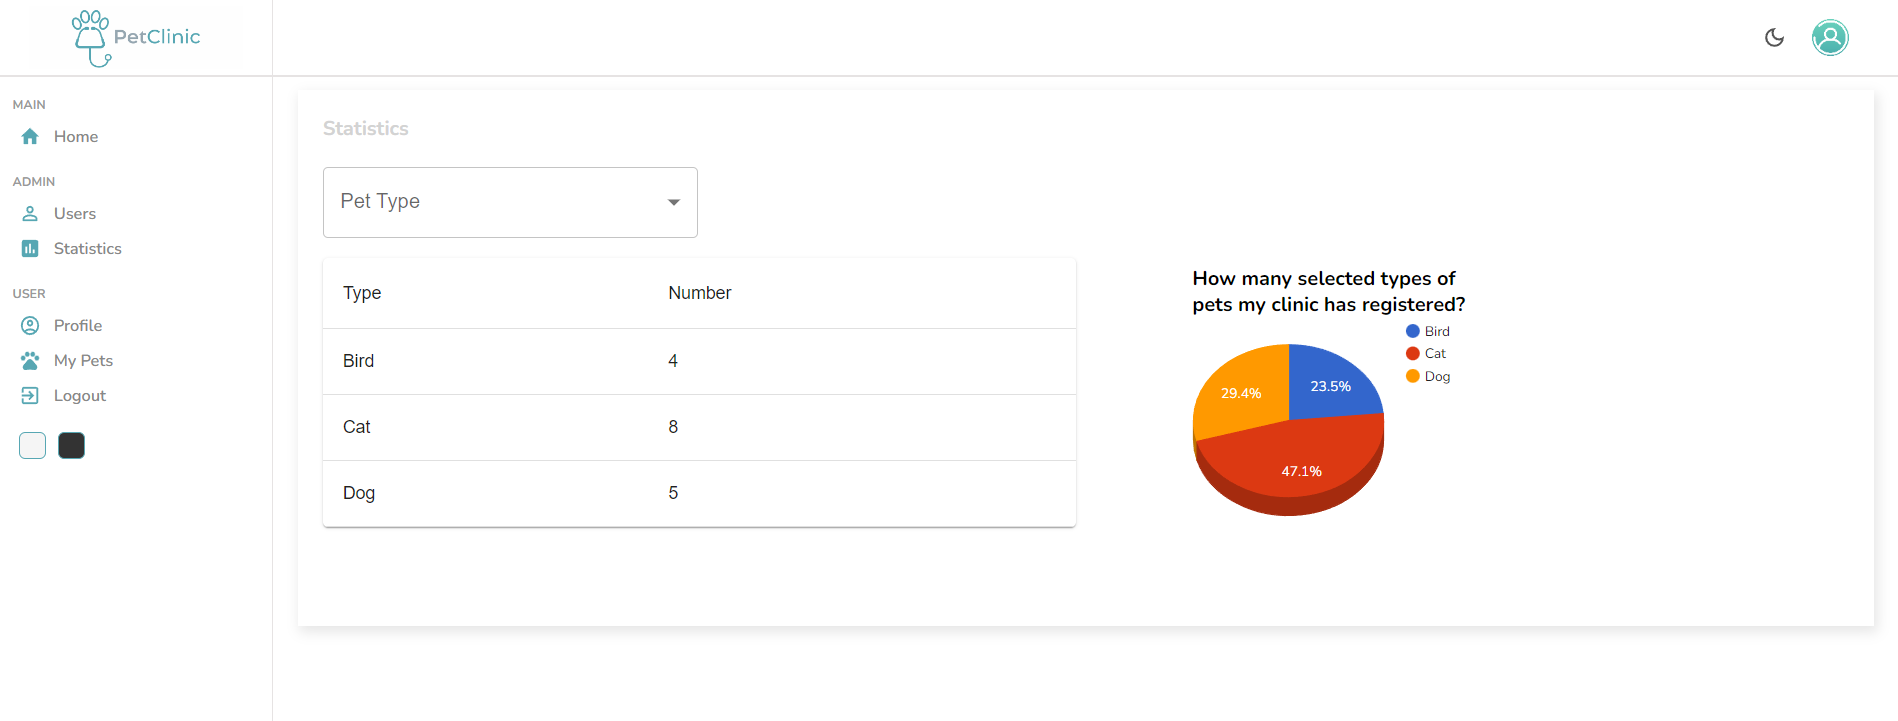 PetClinic
MAIN
Home
ADMIN
Users
Statistics
USER
Profile
My Pets
Logout
Statistics
Pet Type
Type Number
Bird 4
Cat 8
Dog 5
How many selected types of
pets my clinic has registered?
Bird
Cat
Dog
29.4%
23.5%
47.1%